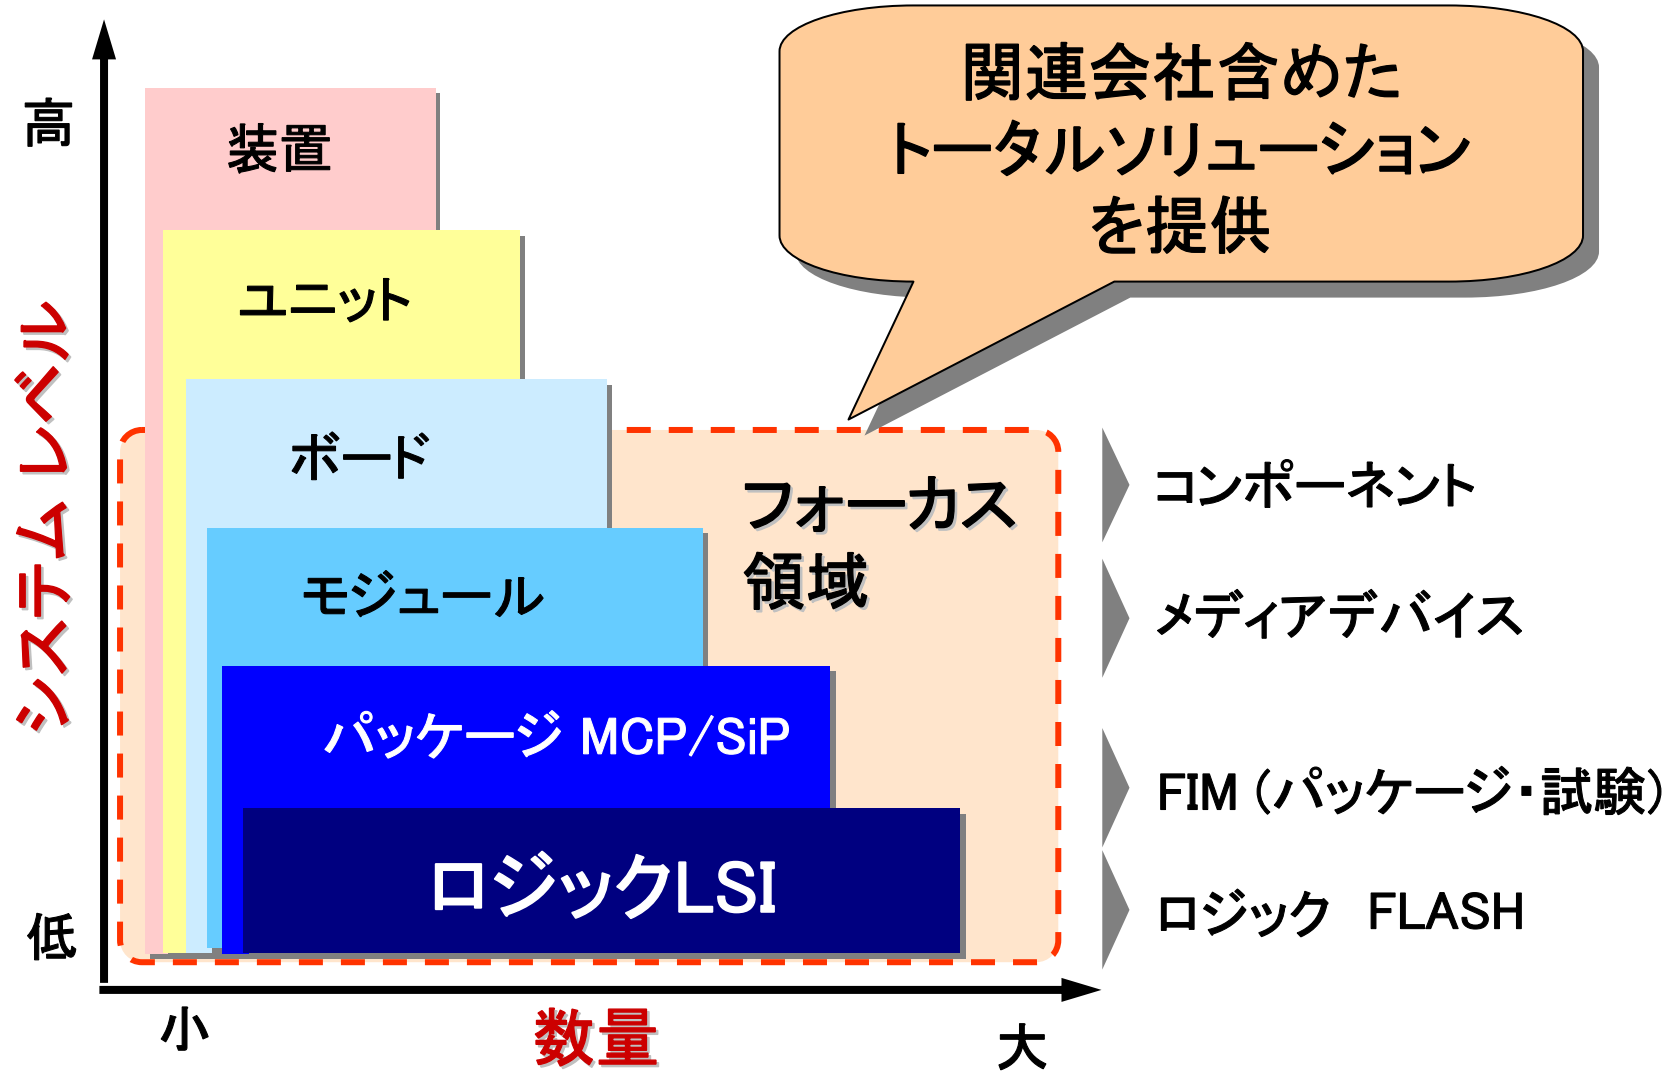 関連会社含めた
トータルソリューション
を提供
高
装置
ユニット
システム レベル
ボード
フォーカス
領域
コンポーネント
モジュール
メディアデバイス
パッケージ MCP/SiP
FIM（パッケージ・試験）
ロジックLSI
ロジック　FLASH
低
小
数量
大